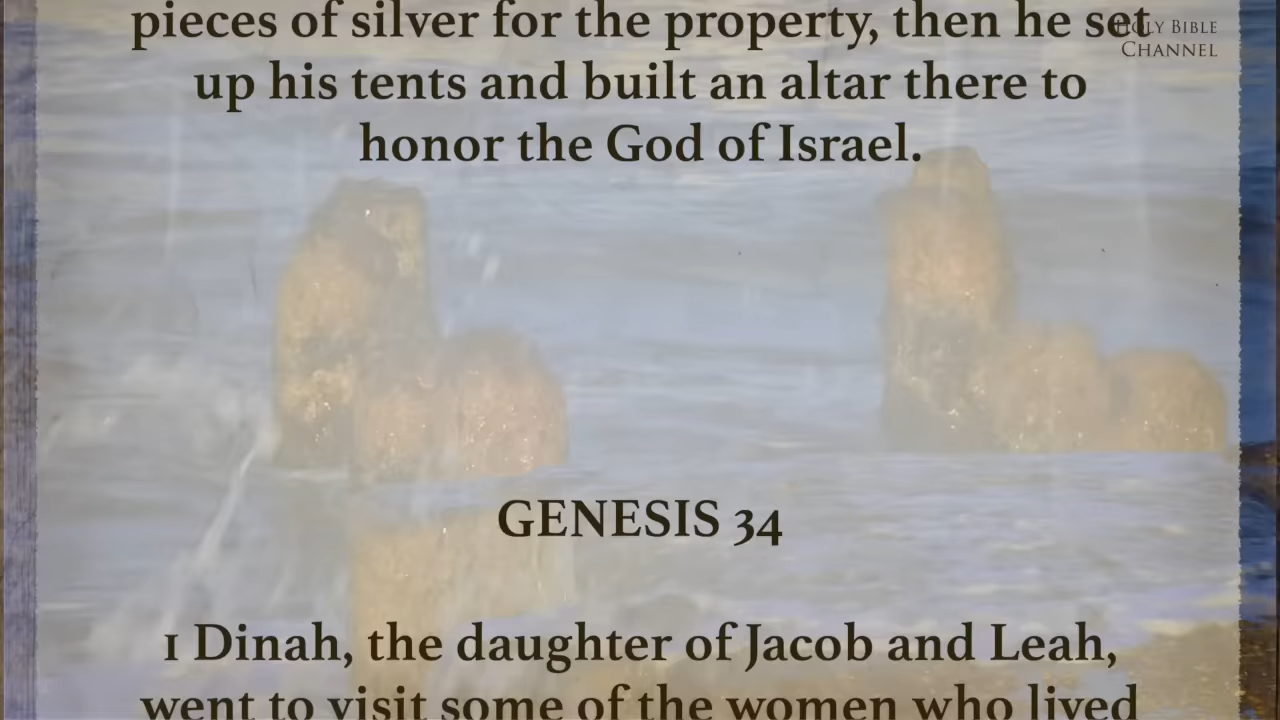 pieces of silver for the property, then he set
up his tents and built an altar there to
honor the God of Israel.
HOLY BIBLE
CHANNEL
GENESIS 34
1 Dinah, the daughter of Jacob and Leah,
went to visit some of the women who lived